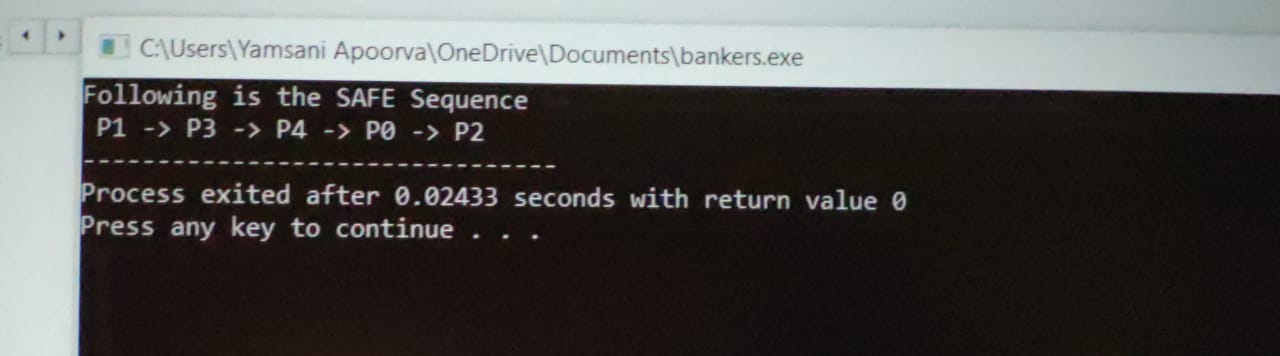 C:\Users\Yamsani Apoorva\OneDrive\Documents\bankers.exe
Following is the SAFE Sequence
P1 -> P3 -> P4 -> P0 -> P2
--------------------------------
Process exited after 0.02433 seconds with return value 0
Press any key to continue . . .